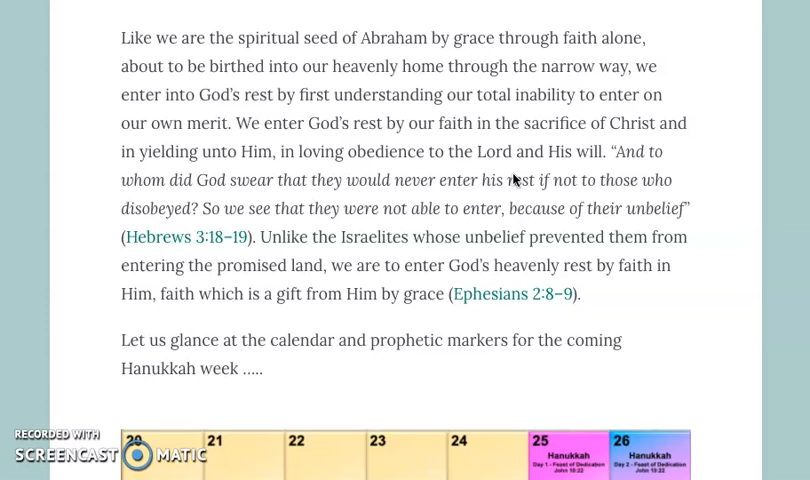 Like we are the spiritual seed of Abraham by grace through faith alone,
about to be birthed into our heavenly home through the narrow way, we
enter into God’s rest by first understanding our total inability to enter on
our own merit. We enter God’s rest by our faith in the sacrifice of Christ and
in yielding unto Him, in loving obedience to the Lord and His will. “And to
whom did God swear that they would never enter his rest if not to those who
disobeyed? So we see that they were not able to enter, because of their unbelief”
(Hebrews 3:18–19). Unlike the Israelites whose unbelief prevented them from
entering the promised land, we are to enter God’s heavenly rest by faith in
Him, faith which is a gift from Him by grace (Ephesians 2:8–9).
Let us glance at the calendar and prophetic markers for the coming
Hanukkah week …..
20 21 22 23 24 25 26
Hanukkah Hanukkah
Day 1 - Feast of Dedication Day 2 - Feast of Dedication
John 10:22 John 10:22
RECORDED WITH
SCREENCAST MATIC